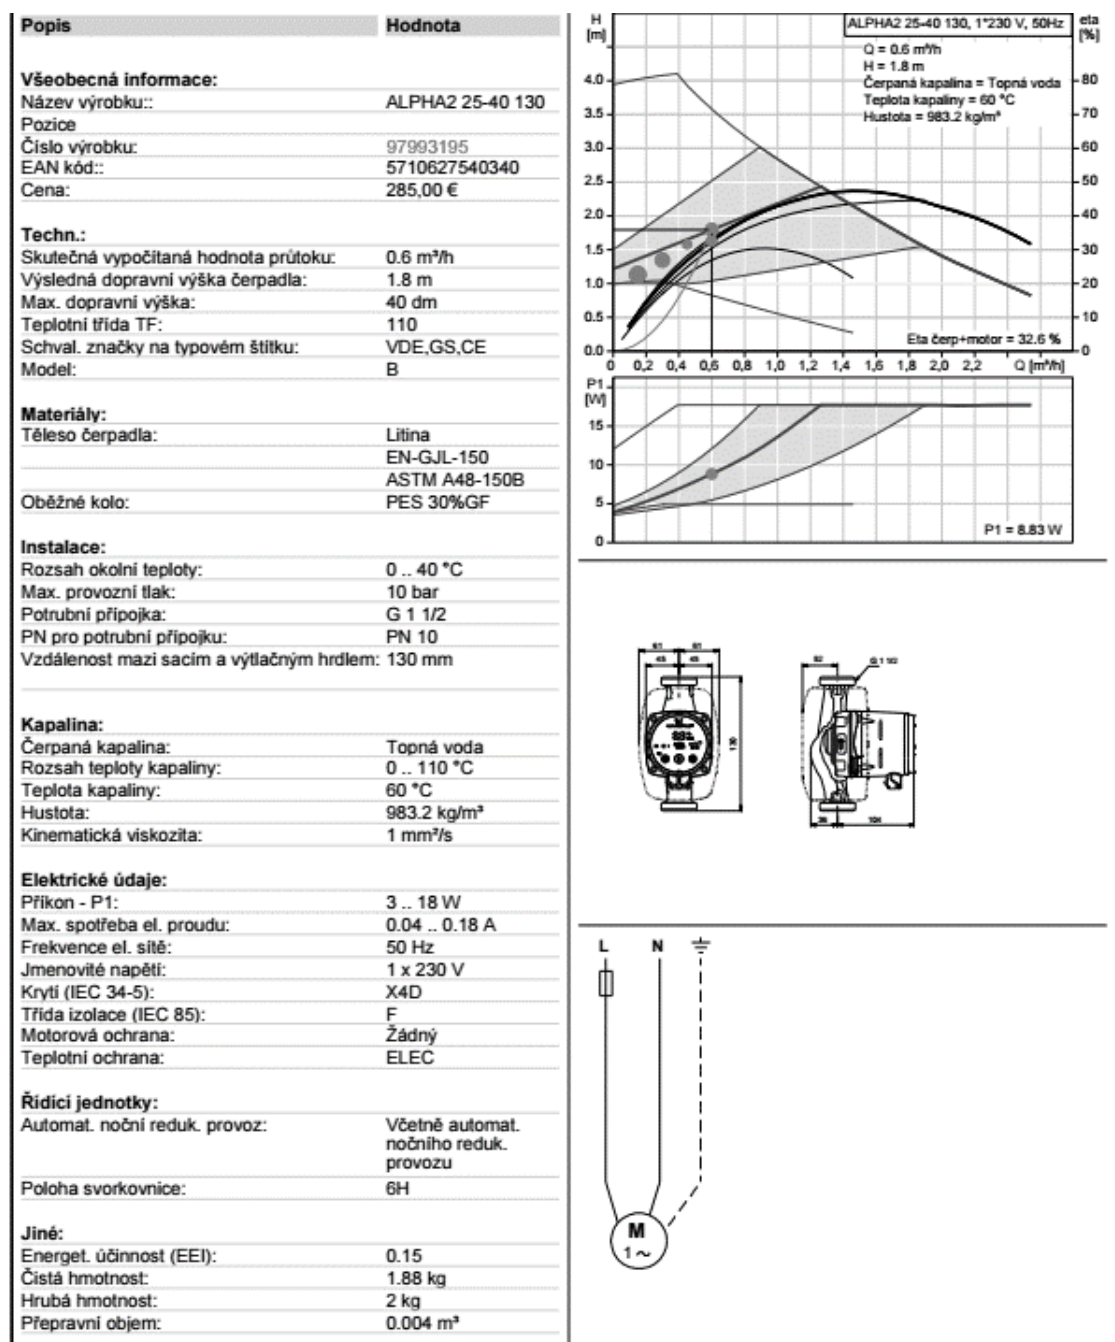 Popis Hodnota
Všeobecná informace:
Název výrobku:: ALPHA2 25-40 130
Pozice
Číslo výrobku: 97993195
EAN kód:: 5710627540340
Cena: 285,00 €
Techn.:
Skutečná vypočítaná hodnota průtoku: 0.6 m³/h
Výsledná dopravní výška čerpadla: 1.8 m
Max. dopravní výška: 40 dm
Teplotní třída TF: 110
Schval. značky na typovém štítku: VDE,GS,CE
Model: B
Materiály:
Těleso čerpadla: Litina
EN-GJL-150
ASTM A48-150B
Oběžné kolo: PES 30%GF
Instalace:
Rozsah okolní teploty: 0 .. 40 °C
Max. provozní tlak: 10 bar
Potrubní přípojka: G 1 1/2
PN pro potrubní přípojku: PN 10
Vzdálenost mazi sacím a výtlačným hrdlem: 130 mm
Kapalina:
Čerpaná kapalina: Topná voda
Rozsah teploty kapaliny: 0 .. 110 °C
Teplota kapaliny: 60 °C
Hustota: 983.2 kg/m³
Kinematická viskozita: 1 mm²/s
Elektrické údaje:
Příkon - P1: 3 .. 18 W
Max. spotřeba el. proudu: 0.04 .. 0.18 A
Frekvence el. sítě: 50 Hz
Jmenovité napětí: 1 x 230 V
Krytí (IEC 34-5): X4D
Třída izolace (IEC 85): F
Motorová ochrana: Žádný
Teplotní ochrana: ELEC
Řídicí jednotky:
Automat. noční reduk. provoz: Včetně automat.
nočního reduk.
provozu
Poloha svorkovnice: 6H
Jiné:
Energet. účinnost (EEI): 0.15
Čistá hmotnost: 1.88 kg
Hrubá hmotnost: 2 kg
Přepravní objem: 0.004 m³
H
[m]
ALPHA2 25-40 130, 1*230 V, 50Hz
eta
[%]
Q = 0.6 m³/h
H = 1.8 m
Čerpaná kapalina = Topná voda
Teplota kapaliny = 60 °C
Hustota = 983.2 kg/m³
4.0 80
3.5 70
3.0 60
2.5 50
2.0 40
1.5 30
1.0 20
0.5 10
0.0 0
Eta čerp+motor = 32.6 %
0 0,2 0,4 0,6 0,8 1,0 1,2 1,4 1,6 1,8 2,0 2,2 Q [m³/h]
P1
[W]
15
10
5
0
P1 = 8.83 W
61 61
45 45
130
52
G 1 1/2
36 104
L N
M
1 ~